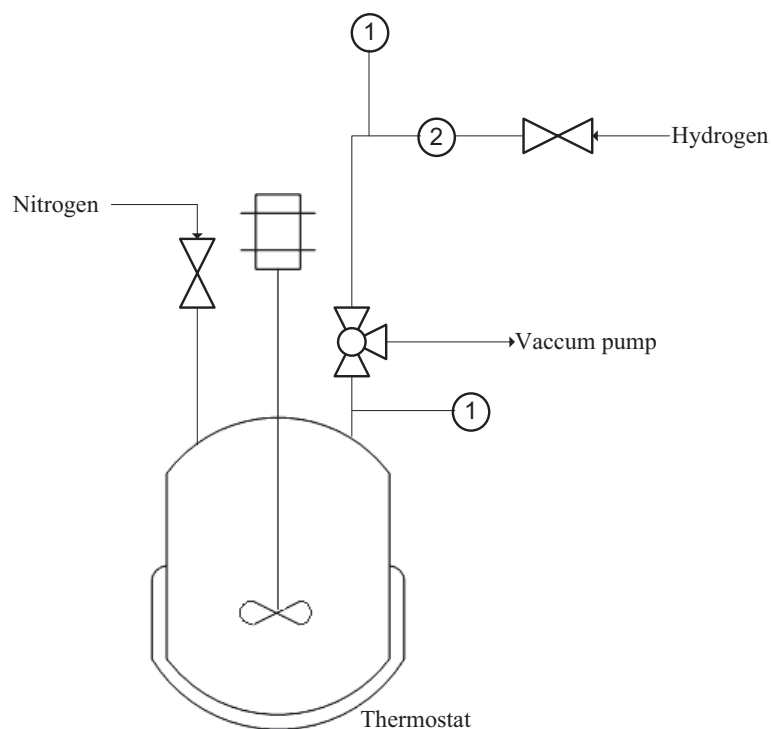 1
2
Hydrogen
Nitrogen
Vaccum pump
1
Thermostat